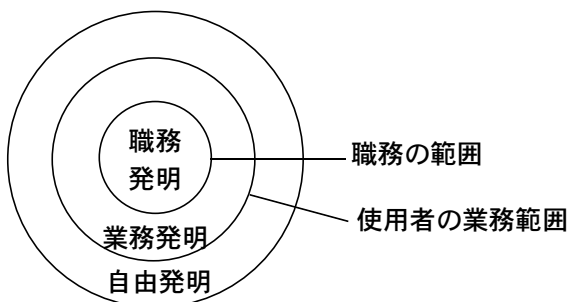 職務
発明
職務の範囲
使用者の業務範囲
業務発明
自由発明